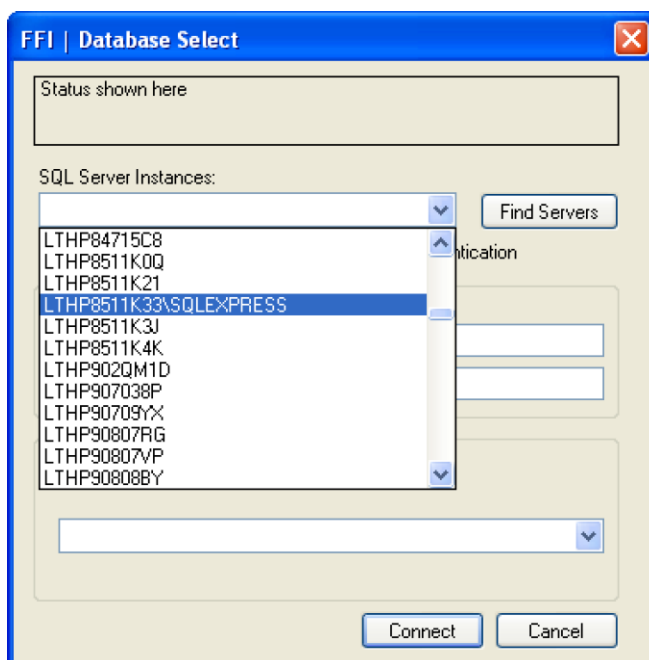 FFI | Database Select
Status shown here
SQL Server Instances:
Find Servers
LTHP84715C8
LTHP8511K0Q
LTHP8511K21
LTHP8511K33\SQLEXPRESS
LTHP8511K3J
LTHP8511K4K
LTHP902QM1D
LTHP907038P
LTHP90709YX
LTHP90807RG
LTHP90807VP
LTHP90808BY
ntication
Connect
Cancel